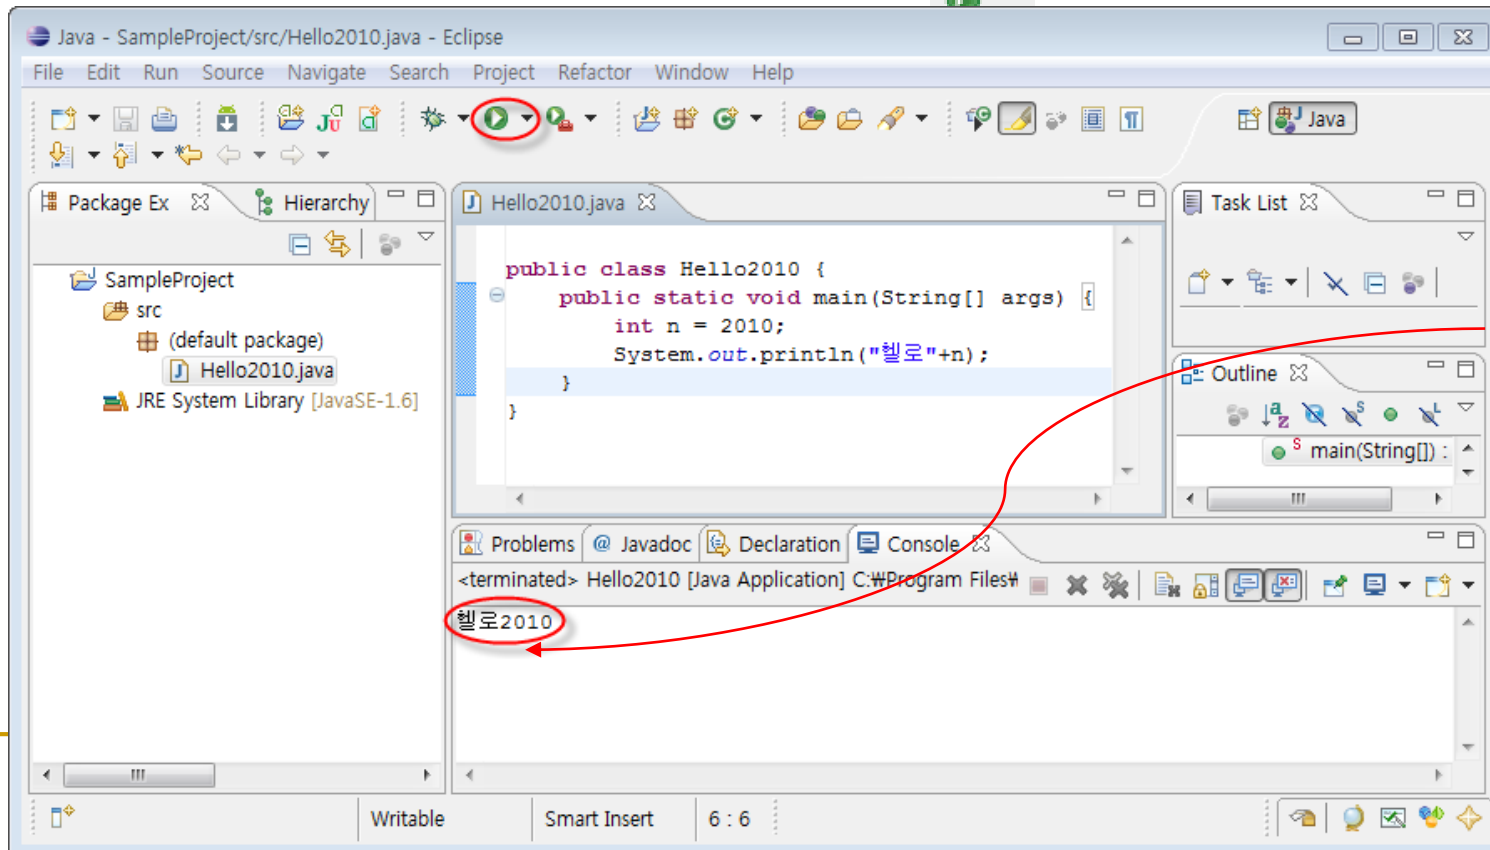 Java - SampleProject/src/Hello2010.java - Eclipse
File Edit Run Source Navigate Search Project Refactor Window Help
Java
Package Ex Hierarchy
SampleProject
src
(default package)
Hello2010.java
JRE System Library [JavaSE-1.6]
Hello2010.java
public class Hello2010 {
public static void main(String[] args) {
int n = 2010;
System.out.println("헬로"+n);
}
}
Task List
Outline
main(String[]) :
Problems @ Javadoc Declaration Console
<terminated> Hello2010 [Java Application] C:₩Program Files₩
헬로2010
Writable Smart Insert 6 : 6